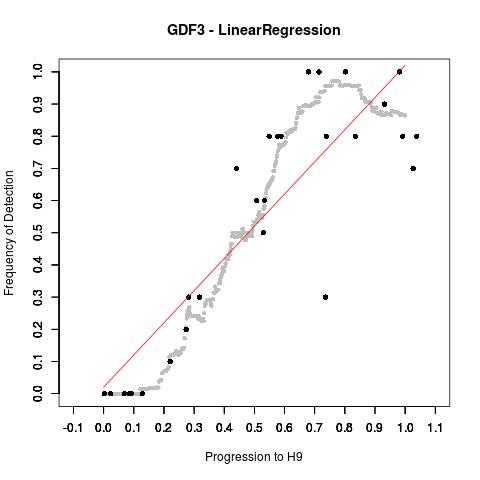 GDF3 - LinearRegression
Frequency of Detection
1.0
0.9
0.8
0.7
0.6
0.5
0.4
0.3
0.2
0.1
0.0
-0.1 0.0 0.1 0.2 0.3 0.4 0.5 0.6 0.7 0.8 0.9 1.0 1.1
Progression to H9